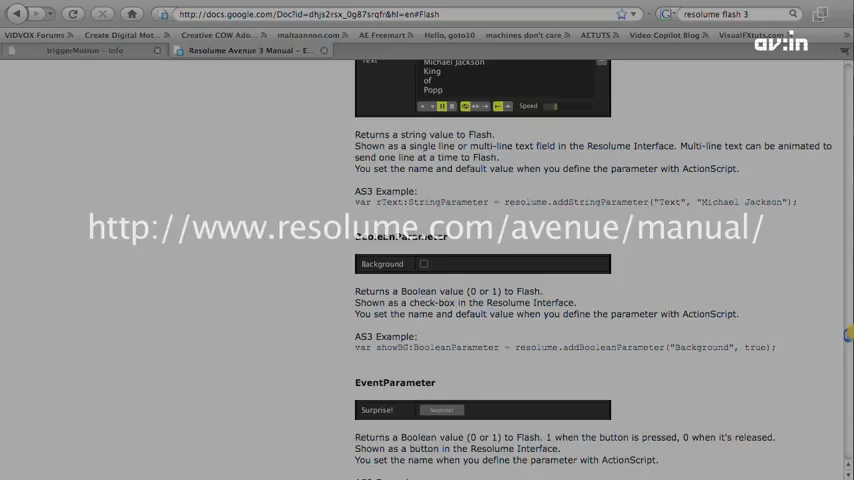 http://docs.google.com/Doc?id=dhjs2rsx_0g87srqfr&hl=en#Flash
resolume flash 3
VIDVOX Forums
Create Digital Mot...
Creative COW Ado...
maltaannon.com
AE Freemart
Hello, goto10
machines don't care
AETUTS
Video Copilot Blog
VisualFXtuts.com
av:in
triggerMotion - info
Resolume Avenue 3 Manual - E...
Text
Michael Jackson
King
of
Popp
Speed
Returns a string value to Flash.
Shown as a single line or multi-line text field in the Resolume Interface. Multi-line text can be animated to
send one line at a time to Flash.
You set the name and default value when you define the parameter with ActionScript.
AS3 Example:
var rText:StringParameter = resolume.addStringParameter("Text", "Michael Jackson");
http://www.resolume.com/avenue/manual/
BooleanParameter
Background
Returns a Boolean value (0 or 1) to Flash.
Shown as a check-box in the Resolume Interface.
You set the name and default value when you define the parameter with ActionScript.
AS3 Example:
var showBG:BooleanParameter = resolume.addBooleanParameter("Background", true);
EventParameter
Surprise!
Surprise!
Returns a Boolean value (0 or 1) to Flash. 1 when the button is pressed, 0 when it's released.
Shown as a button in the Resolume Interface.
You set the name when you define the parameter with ActionScript.